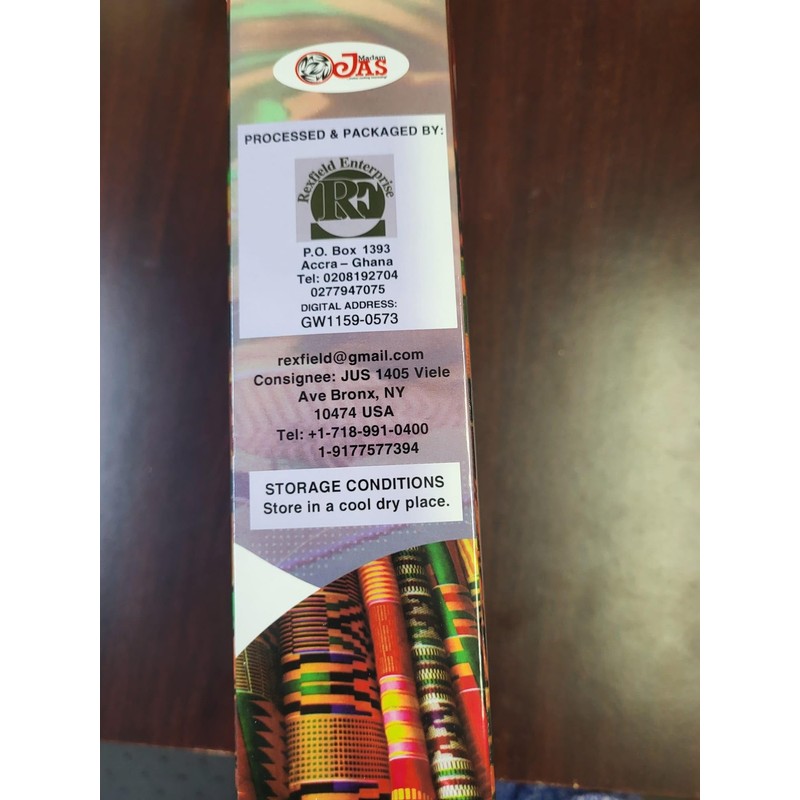 Madam
JAS
PROCESSED & PACKAGED BY:
Rexfield Enterprise
RE
P.O. Box 1393
Accra – Ghana
Tel: 0208192704
0277947075
DIGITAL ADDRESS:
GW1159-0573
rexfield@gmail.com
Consignee: JUS 1405 Viele
Ave Bronx, NY
10474 USA
Tel: +1-718-991-0400
1-9177577394
STORAGE CONDITIONS
Store in a cool dry place.